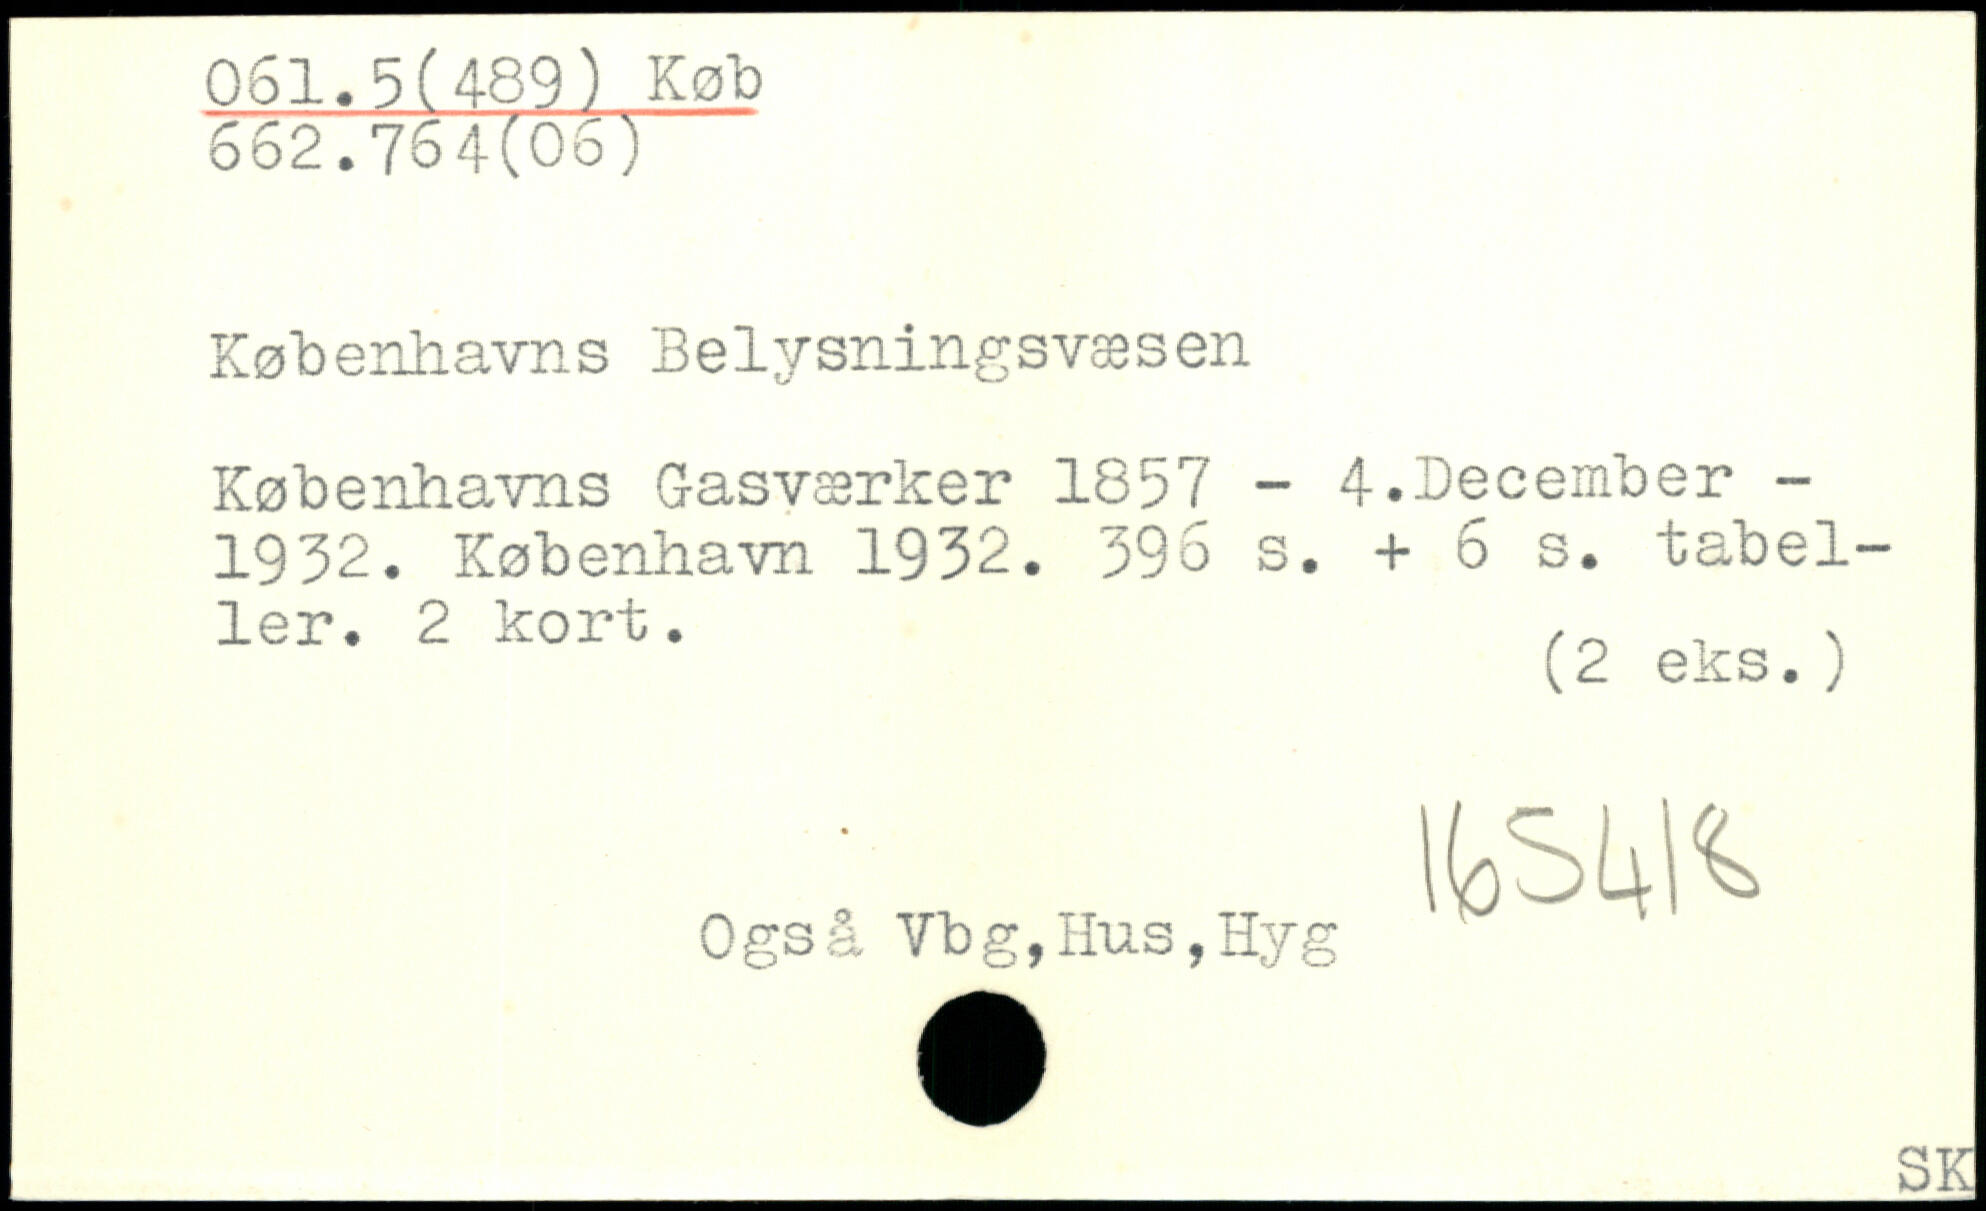 061.5(489) Køb
662.764(06)
Københavns Belysningsvæsen
Københavns Gasværker 1857 - 4.December -
1932. København 1932. 396 s. + 6 s. tabel-
ler. 2 kort.
(2 eks.)
165418
Også Vbg,Hus,Hyg
SK